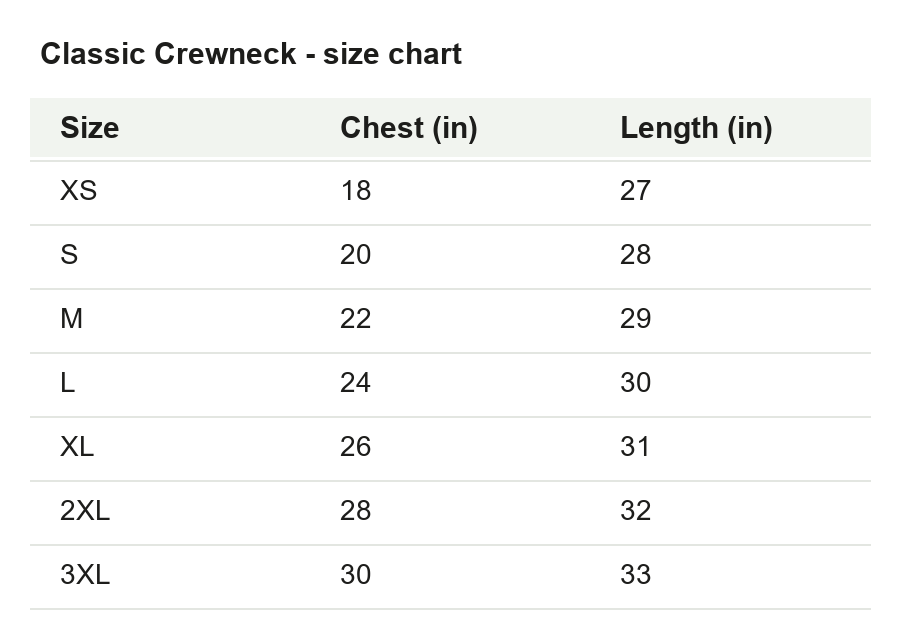 Classic Crewneck - size chart
Size Chest (in) Length (in)
XS 18 27
S 20 28
M 22 29
L 24 30
XL 26 31
2XL 28 32
3XL 30 33